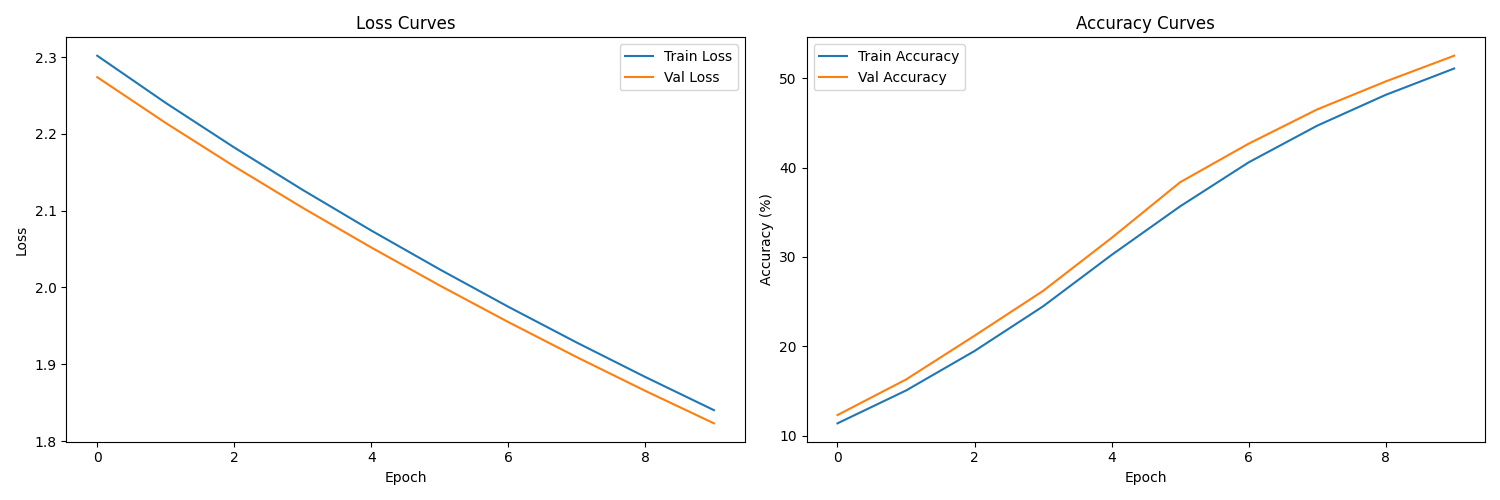 Loss Curves
2.3
2.2
2.1
2.0
1.9
1.8
Loss
0 2 4 6 8
Epoch
Train Loss
Val Loss
Accuracy Curves
50
40
30
20
10
Accuracy (%)
0 2 4 6 8
Epoch
Train Accuracy
Val Accuracy